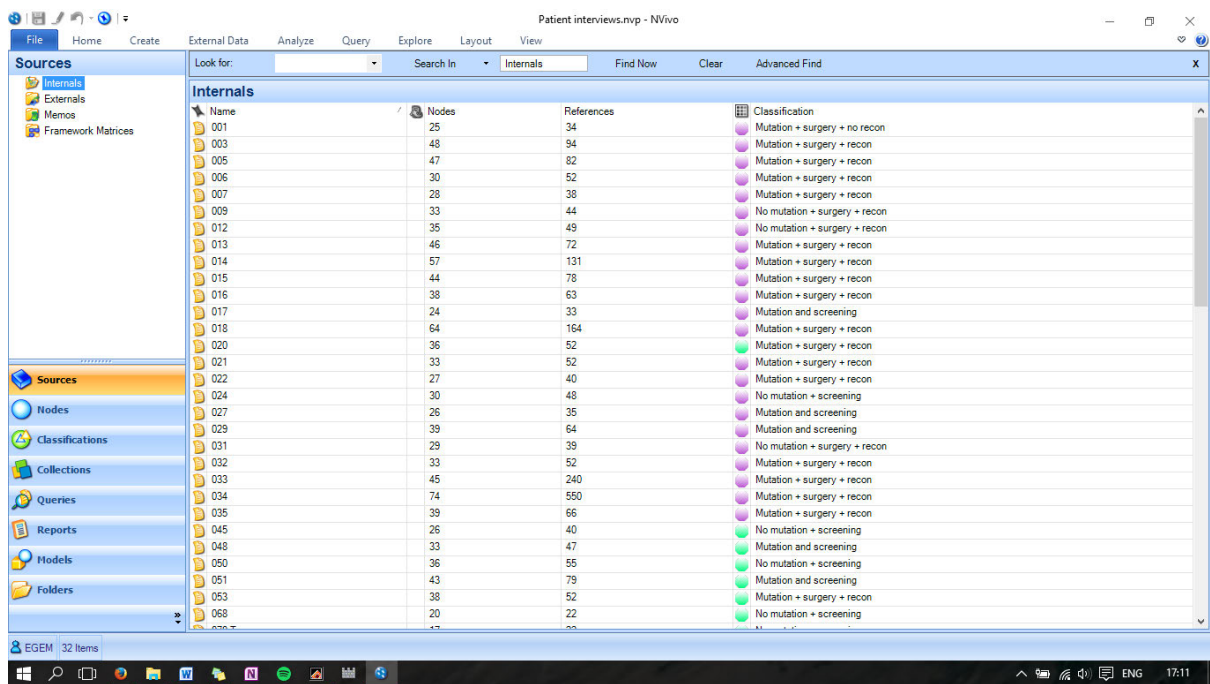 Patient interviews.nvp - NVivo
File Home Create External Data Analyze Query Explore Layout View
Sources
Look for: Search In Internals Find Now Clear Advanced Find x
Internals
Externals
Memos
Framework Matrices
Internals
Name Nodes References Classification
001 25 34 Mutation + surgery + no recon
003 48 94 Mutation + surgery + recon
005 47 82 Mutation + surgery + recon
006 30 52 Mutation + surgery + recon
007 28 38 Mutation + surgery + recon
009 33 44 No mutation + surgery + recon
012 35 49 No mutation + surgery + recon
013 46 72 Mutation + surgery + recon
014 57 131 Mutation + surgery + recon
015 44 78 Mutation + surgery + recon
016 38 63 Mutation + surgery + recon
017 24 33 Mutation and screening
018 64 164 Mutation + surgery + recon
020 36 52 Mutation + surgery + recon
021 33 52 Mutation + surgery + recon
022 27 40 Mutation + surgery + recon
024 30 48 No mutation + screening
027 26 35 Mutation and screening
029 39 64 Mutation and screening
031 29 39 No mutation + surgery + recon
032 33 52 Mutation + surgery + recon
033 45 240 Mutation + surgery + recon
034 74 550 Mutation + surgery + recon
035 39 66 Mutation + surgery + recon
045 26 40 No mutation + screening
048 33 47 Mutation and screening
050 36 55 No mutation + screening
051 43 79 Mutation and screening
053 38 52 Mutation + surgery + recon
068 20 22 No mutation + screening
Sources
Nodes
Classifications
Collections
Queries
Reports
Models
Folders
EGEM 32 Items
ENG 17:11